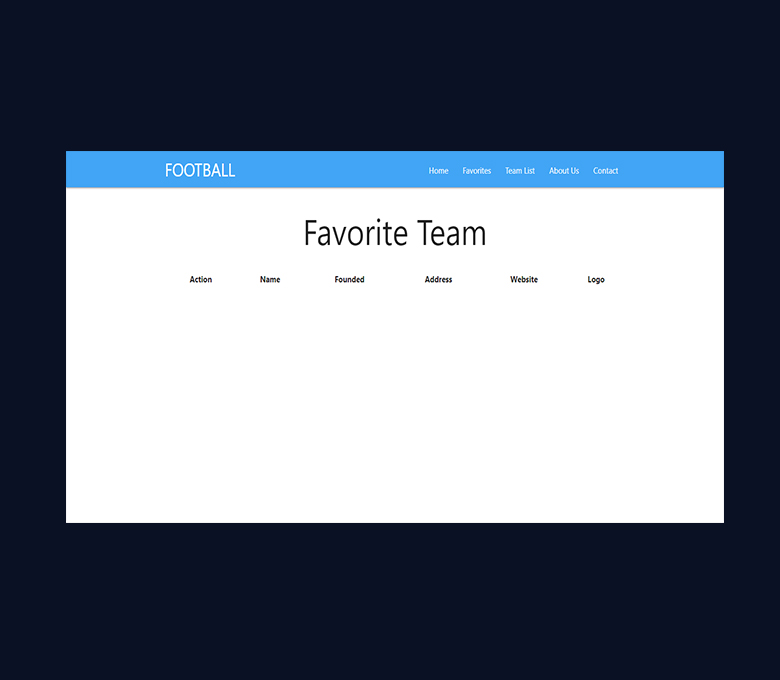 FOOTBALL Home Favorites Team List About Us Contact
Favorite Team
Action Name Founded Address Website Logo